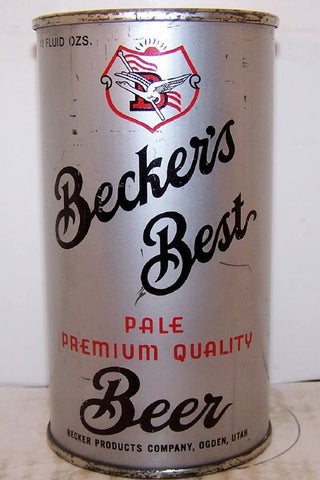 FLUID OZS.
B
Becker's
Best
PALE
PREMIUM QUALITY
Beer
BECKER PRODUCTS COMPANY, OGDEN, UTAH